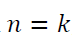 n = k